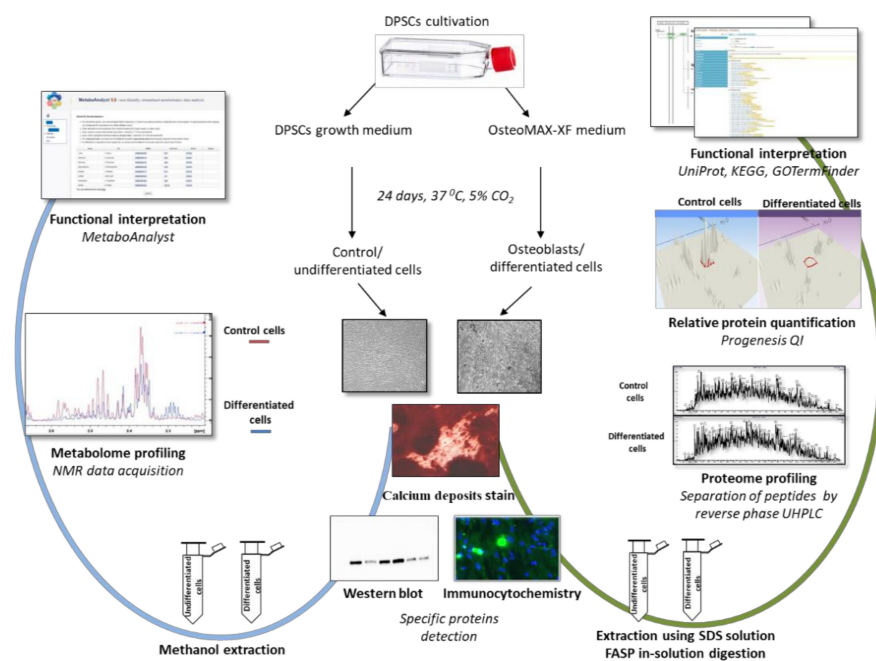 DPSCs cultivation
DPSCs growth medium
OsteoMAX-XF medium
24 days, 37 ⁰C, 5% CO₂
Control/
undifferentiated cells
Osteoblasts/
differentiated cells
Calcium deposits stain
Western blot
Immunocytochemistry
Specific proteins
detection
MetaboAnalyst 5.0
Functional interpretation
MetaboAnalyst
Control cells
Differentiated
cells
Metabolome profiling
NMR data acquisition
Undifferentiated
cells
Differentiated
cells
Methanol extraction
Functional interpretation
UniProt, KEGG, GOTermFinder
Control cells
Differentiated cells
Relative protein quantification
Progenesis QI
Control
cells
Differentiated
cells
Proteome profiling
Separation of peptides by
reverse phase UHPLC
Undifferentiated
cells
Differentiated
cells
Extraction using SDS solution
FASP in-solution digestion